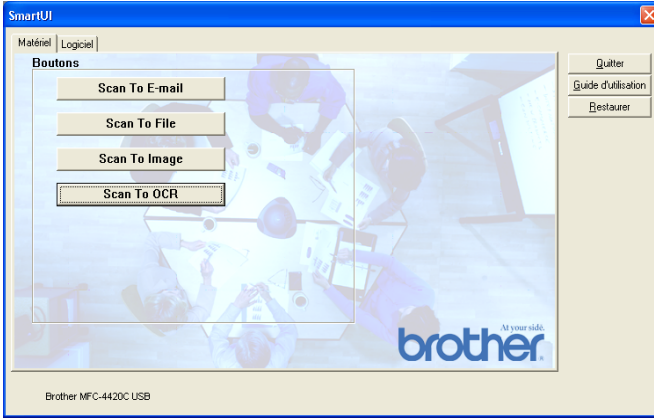 SmartUI
Matériel
Logiciel
Boutons
Scan To E-mail
Scan To File
Scan To Image
Scan To OCR
Quitter
Guide d'utilisation
Restaurer
At your side.
brother
Brother MFC-4420C USB